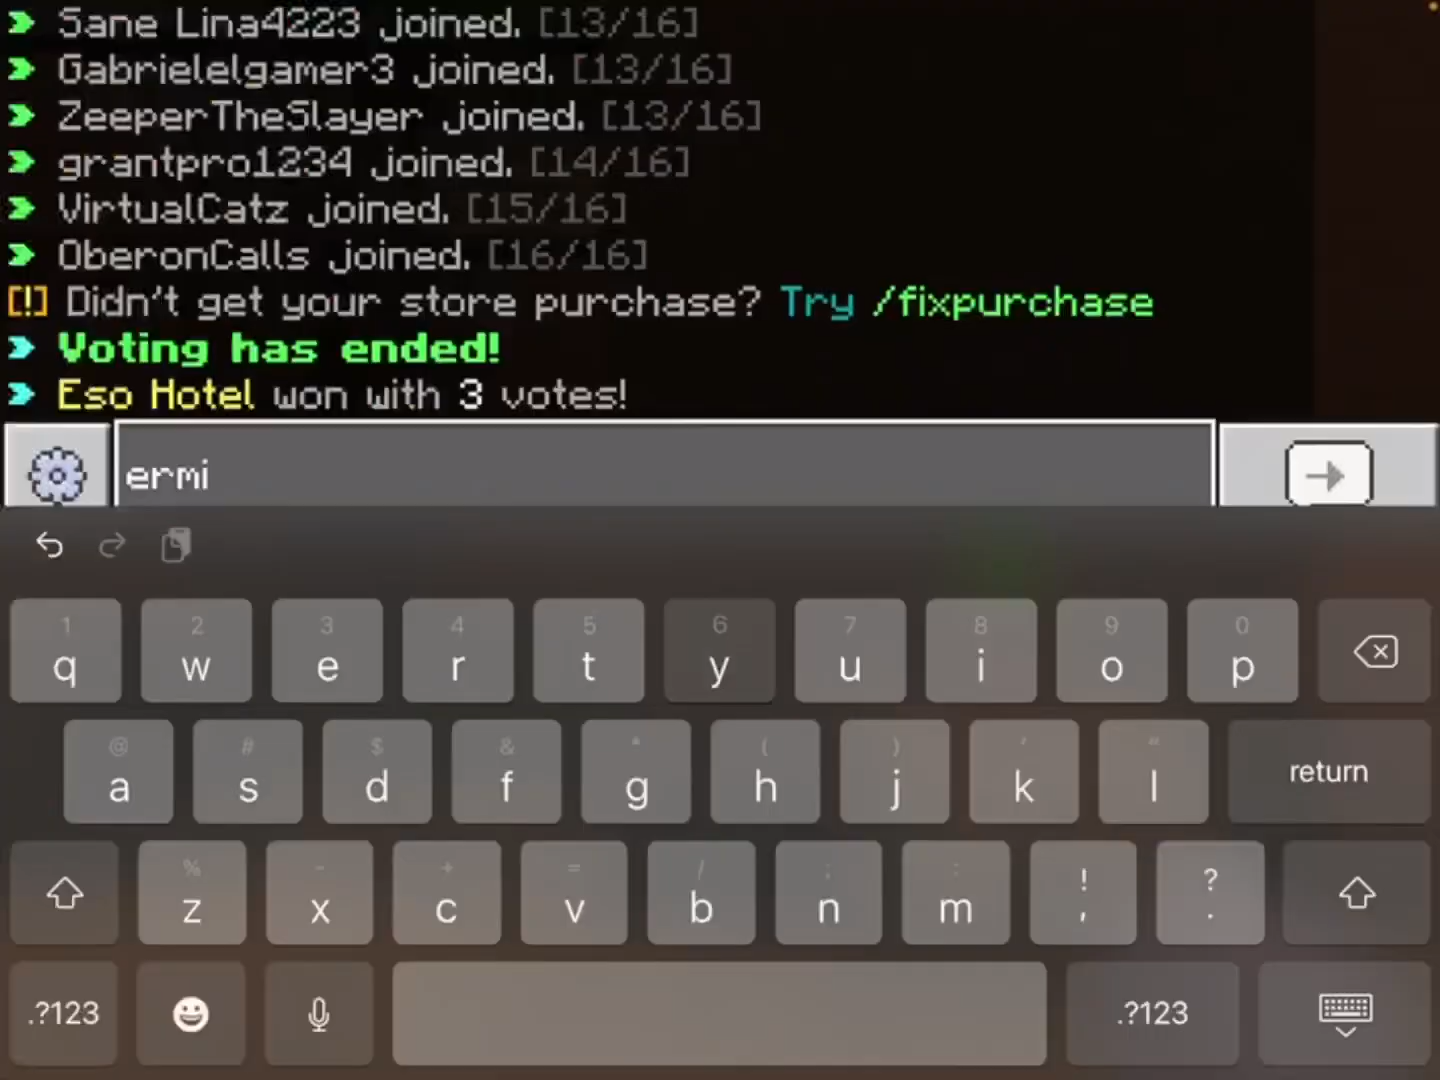 Sane Lina4223 joined. [13/16]
Gabrielelgamer3 joined. [13/16]
ZeeperTheSlayer joined. [13/16]
grantpro1234 joined. [14/16]
VirtualCatz joined. [15/16]
OberonCalls joined. [16/16]
[!] Didn't get your store purchase? Try /fixpurchase
Voting has ended!
Eso Hotel won with 3 votes!
ermi
1 2 3 4 5 6 7 8 9 0
q w e r t y u i o p
@ # $ & * ( ) ' "
a s d f g h j k l return
% - + = / ; : ! ?
z x c v b n m , .
.?123 .?123